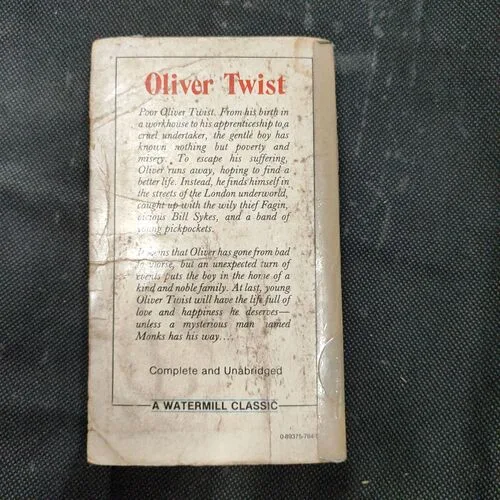 Oliver Twist
Poor Oliver Twist. From his birth in
a workhouse to his apprenticeship to a
cruel undertaker, the gentle boy has
known nothing but poverty and
misery. To escape his suffering,
Oliver runs away, hoping to find a
better life. Instead, he finds himself in
the streets of the London underworld,
caught up with the wily thief Fagin,
vicious Bill Sykes, and a band of
young pickpockets.
It seems that Oliver has gone from bad
to worse, but an unexpected turn of
events puts the boy in the home of a
kind and noble family. At last, young
Oliver Twist will have the life full of
love and happiness he deserves—
unless a mysterious man named
Monks has his way....
Complete and Unabridged
A WATERMILL CLASSIC